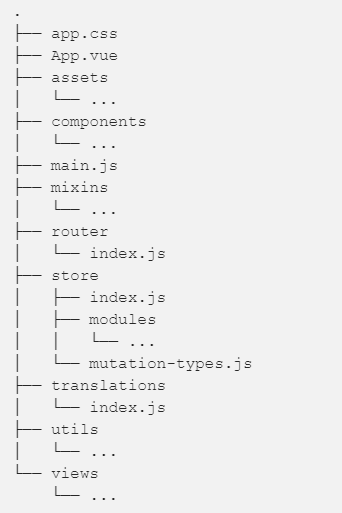 .
├── app.css
├── App.vue
├── assets
│   └── ...
├── components
│   └── ...
├── main.js
├── mixins
│   └── ...
├── router
│   └── index.js
├── store
│   ├── index.js
│   ├── modules
│   │   └── ...
│   └── mutation-types.js
├── translations
│   └── index.js
├── utils
│   └── ...
└── views
    └── ...